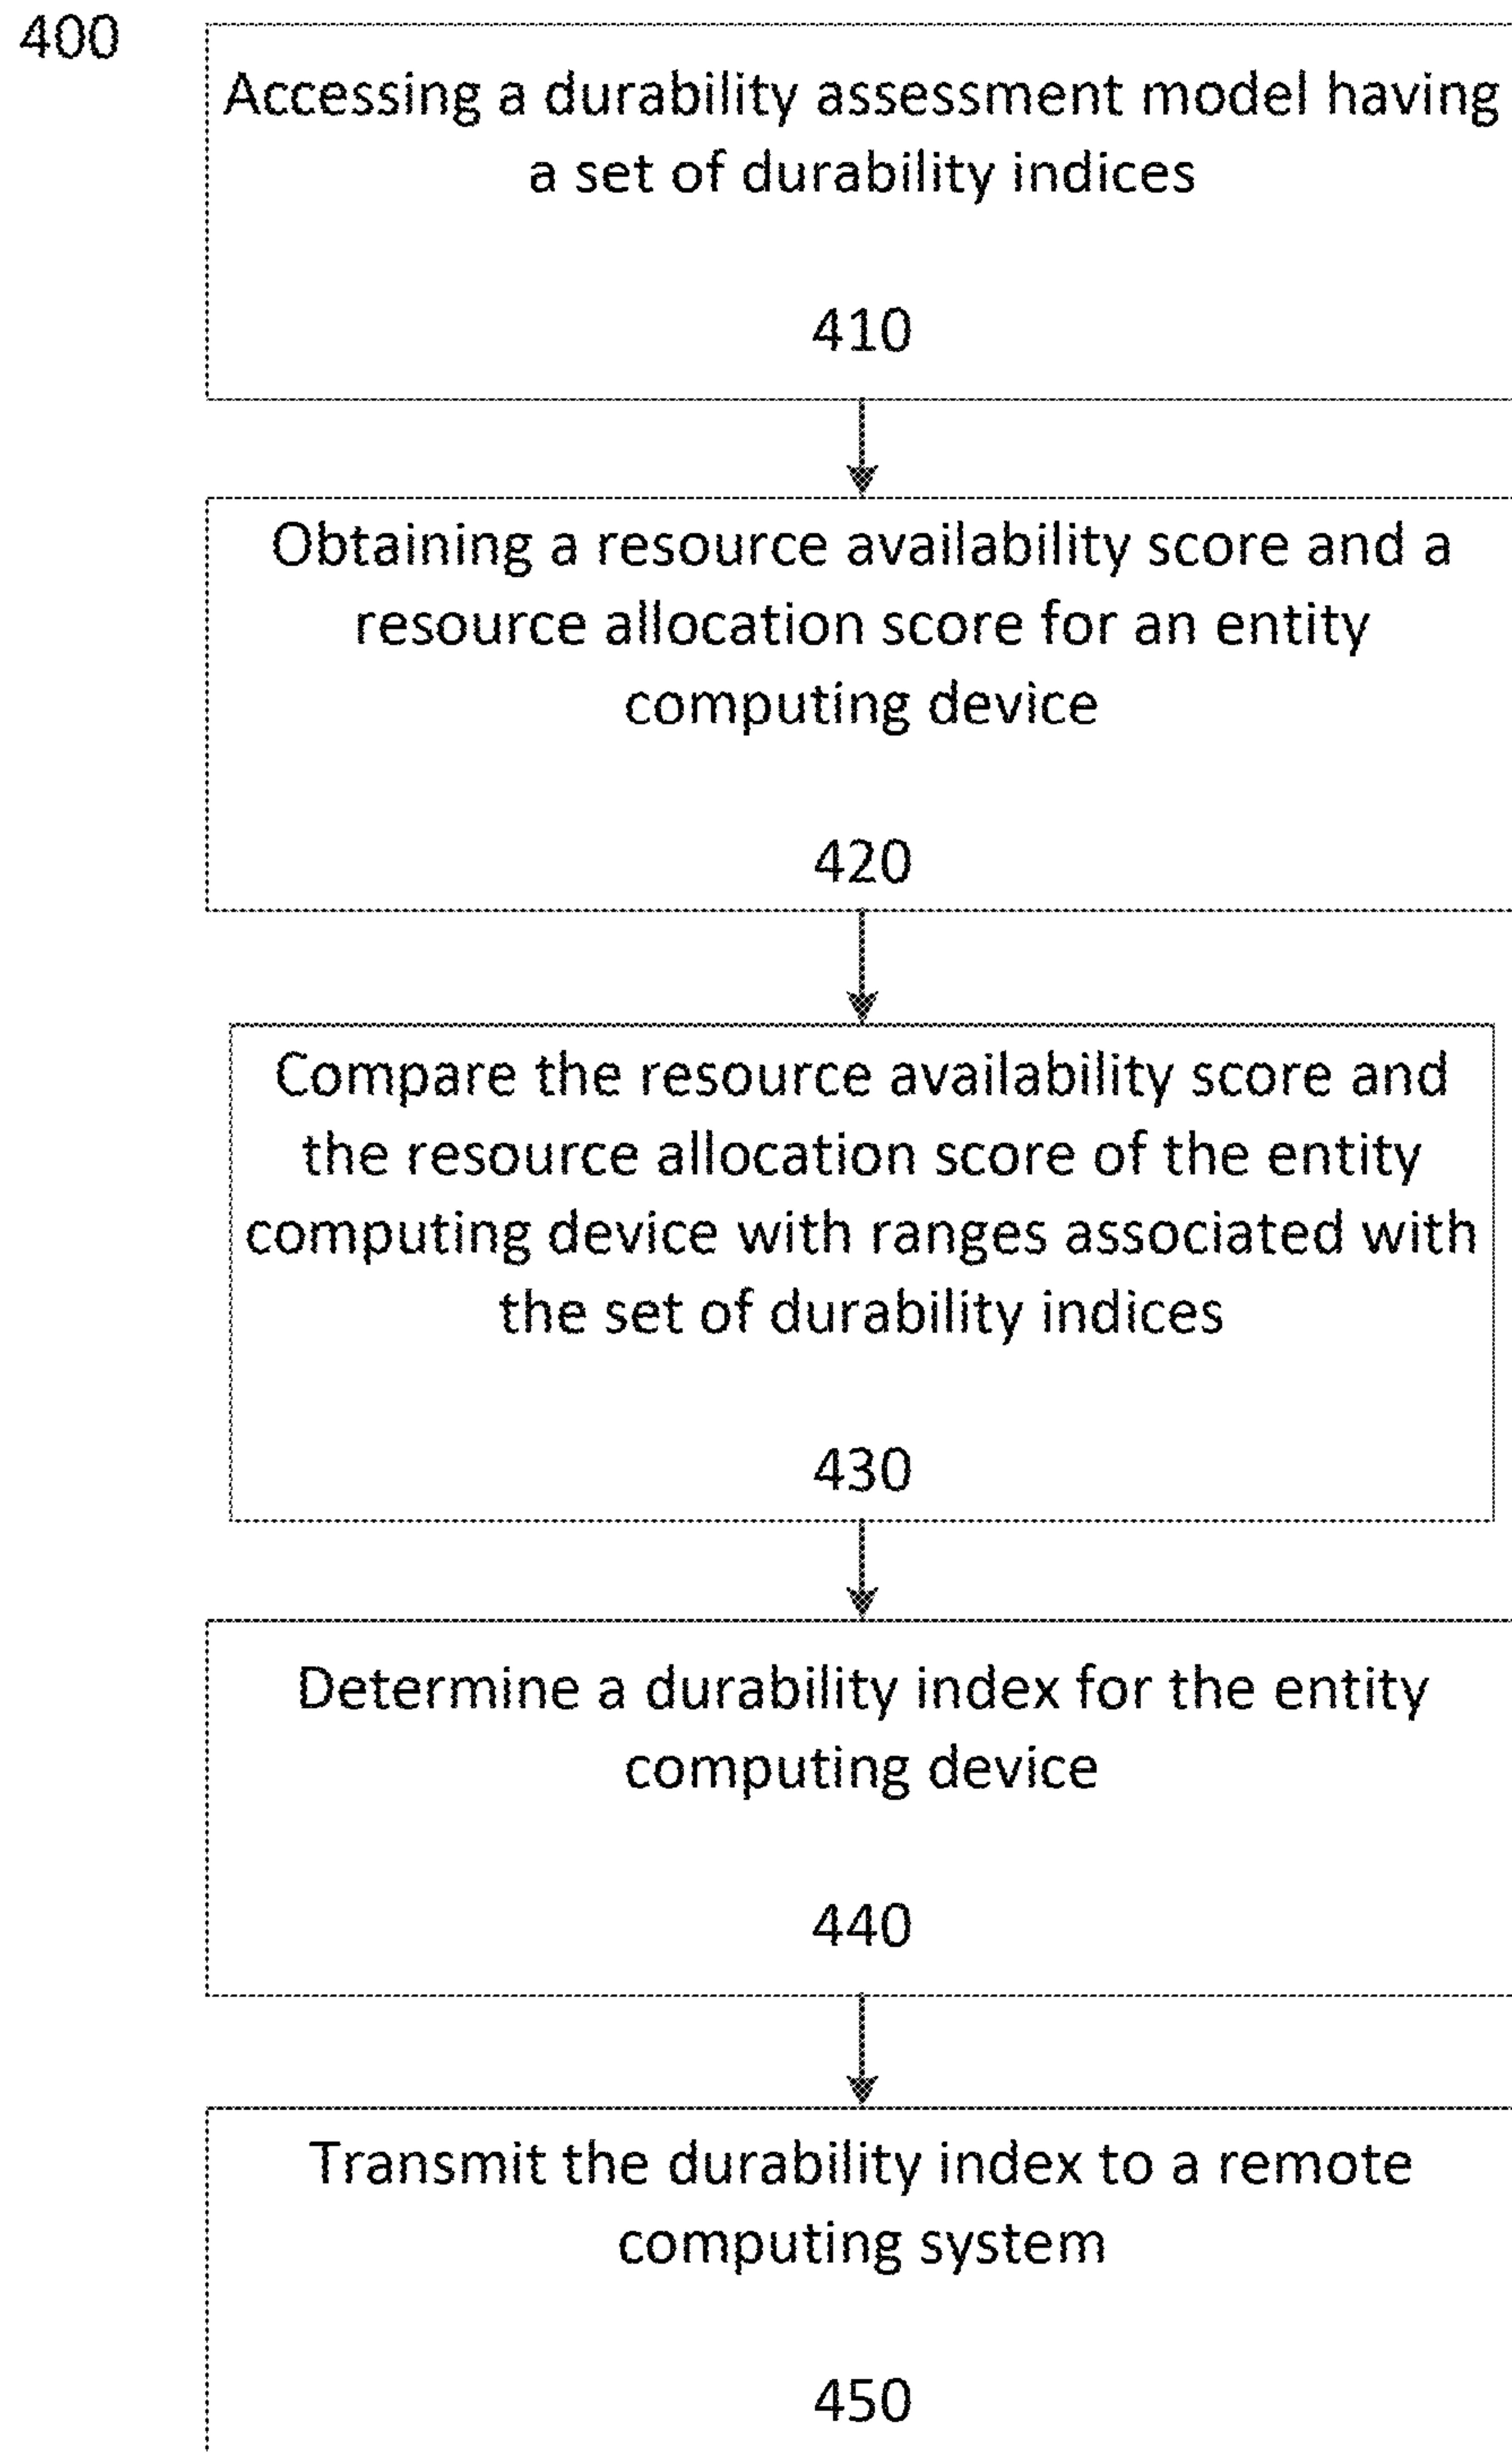 400
Accessing a durability assessment model having
a set of durability indices
410
Obtaining a resource availability score and a
resource allocation score for an entity
computing device
420
Compare the resource availability score and
the resource allocation score of the entity
computing device with ranges associated with
the set of durability indices
430
Determine a durability index for the entity
computing device
440
Transmit the durability index to a remote
computing system
450